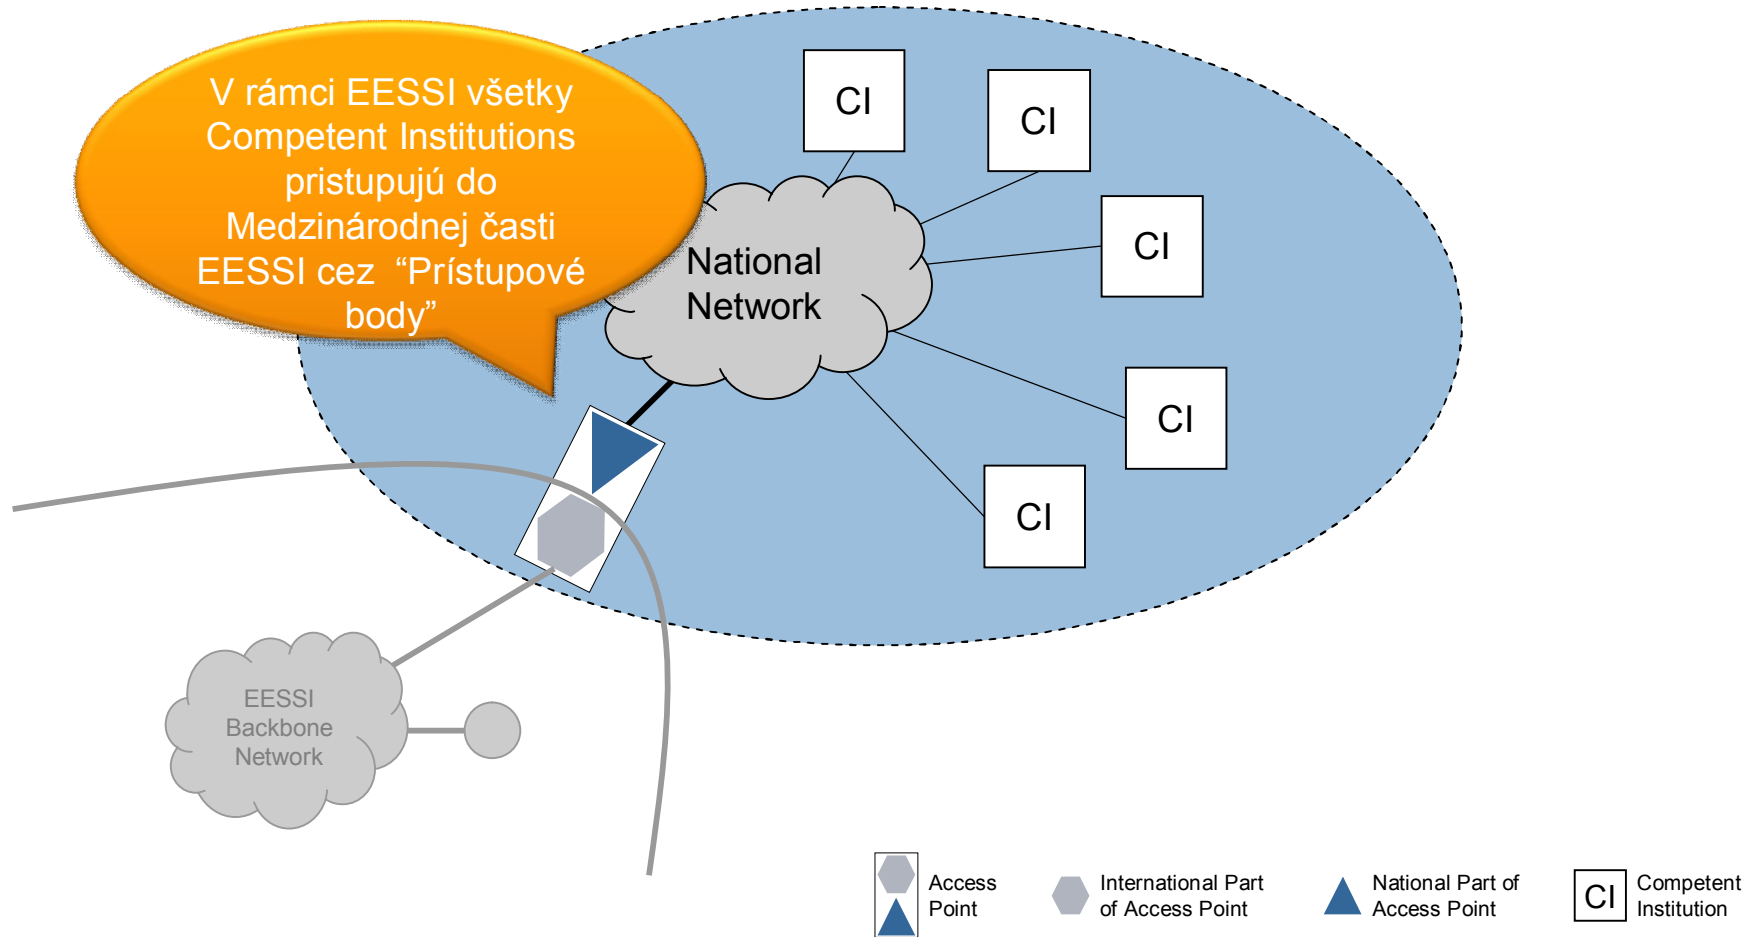 V rámci EESSI všetky
Competent Institutions
pristupujú do
Medzinárodnej časti
EESSI cez “Prístupové
body”
CI
CI
CI
CI
CI
National
Network
EESSI
Backbone
Network
Access
Point
International Part
of Access Point
National Part of
Access Point
CI
Competent
Institution